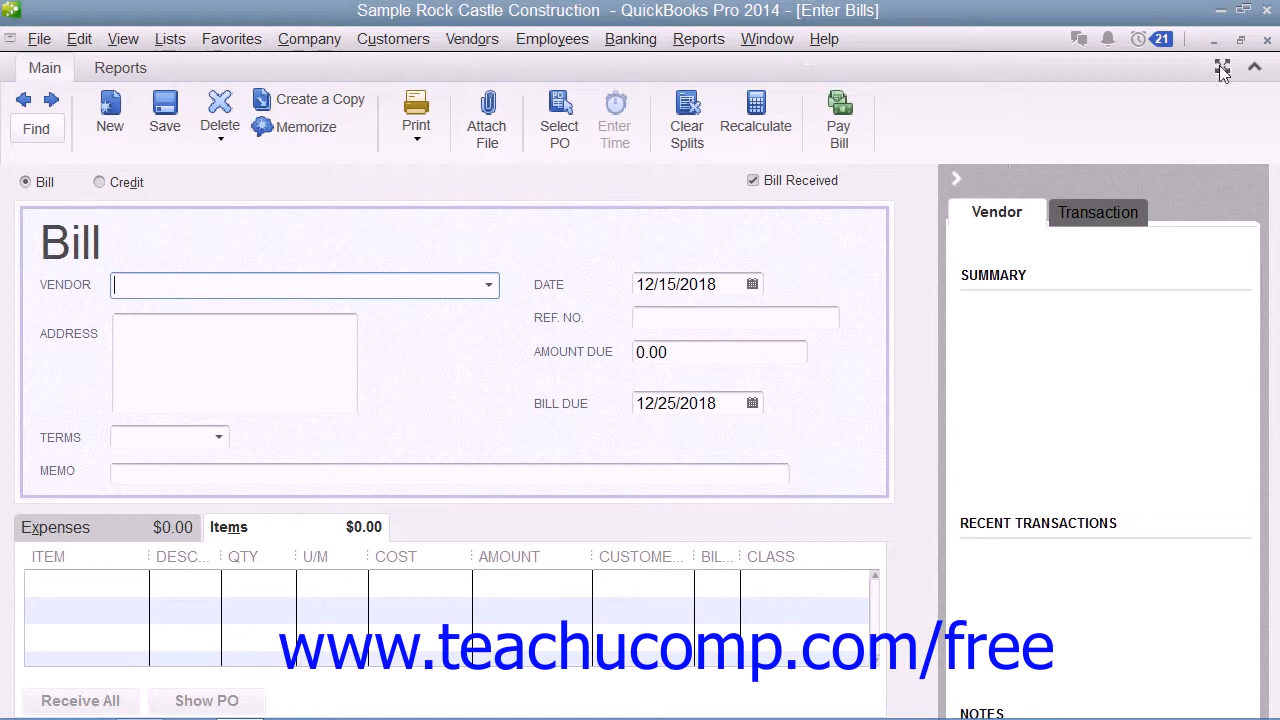 Sample Rock Castle Construction - QuickBooks Pro 2014 - [Enter Bills]
File Edit View Lists Favorites Company Customers Vendors Employees Banking Reports Window Help 21
Main Reports
Find New Save Delete Create a Copy Memorize Print Attach File Select PO Enter Time Clear Splits Recalculate Pay Bill
Bill Credit Bill Received
Bill
VENDOR
DATE 12/15/2018
REF. NO.
ADDRESS
AMOUNT DUE 0.00
BILL DUE 12/25/2018
TERMS
MEMO
Expenses $0.00 Items $0.00
ITEM DESC... QTY U/M COST AMOUNT CUSTOME... BIL... CLASS
www.teachucomp.com/free
Receive All Show PO
Vendor Transaction
SUMMARY
RECENT TRANSACTIONS
NOTES